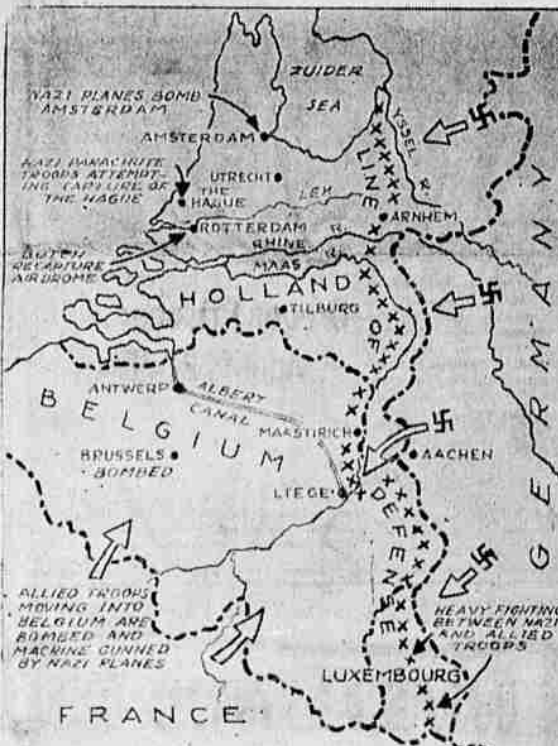 ZUIDER
SEA
NAZI PLANES BOMB
AMSTERDAM
AMSTERDAM
YSSEL R.
NAZI PARACHUTE
TROOPS ATTEMPT-
ING CAPTURE OF
THE HAGUE
UTRECHT
THE
HAGUE
LEK
ARNHEM
ROTTERDAM
RHINE R.
MAAS R.
DUTCH
RECAPTURE
AIRDROME
HOLLAND
TILBURG
LINE OF DEFENSE
GERMANY
ANTWERP
ALBERT
CANAL
BELGIUM
MAASTIRICH
BRUSSELS
BOMBED
AACHEN
LIEGE
ALLIED TROOPS
MOVING INTO
BELGIUM ARE
BOMBED AND
MACHINE GUNNED
BY NAZI PLANES
HEAVY FIGHTING
BETWEEN NAZI
AND ALLIED
TROOPS
LUXEMBOURG
FRANCE